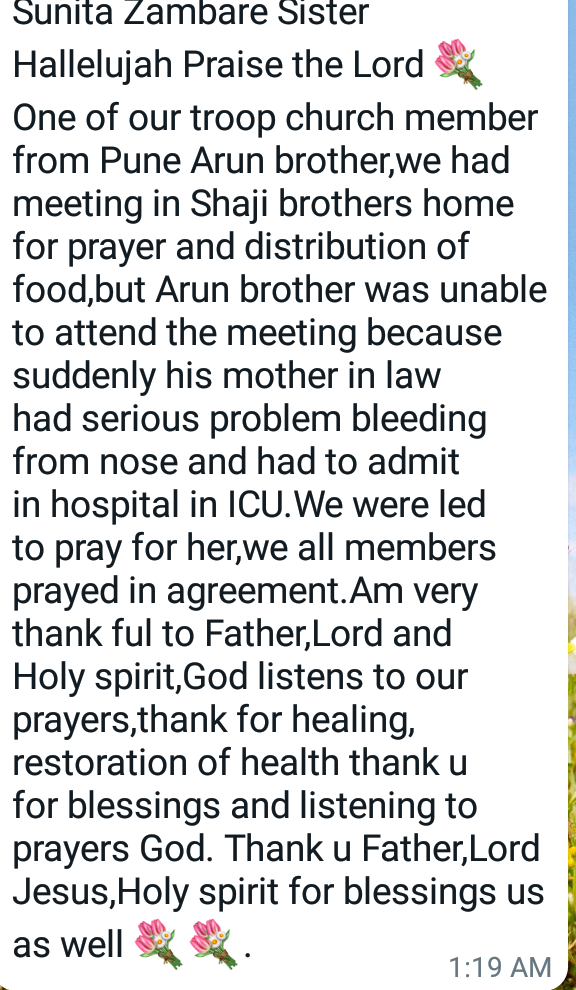 Sunita Zambare Sister
Hallelujah Praise the Lord 💐
One of our troop church member
from Pune Arun brother,we had
meeting in Shaji brothers home
for prayer and distribution of
food,but Arun brother was unable
to attend the meeting because
suddenly his mother in law
had serious problem bleeding
from nose and had to admit
in hospital in ICU.We were led
to pray for her,we all members
prayed in agreement.Am very
thank ful to Father,Lord and
Holy spirit,God listens to our
prayers,thank for healing,
restoration of health thank u
for blessings and listening to
prayers God. Thank u Father,Lord
Jesus,Holy spirit for blessings us
as well 💐 💐 .
1:19 AM